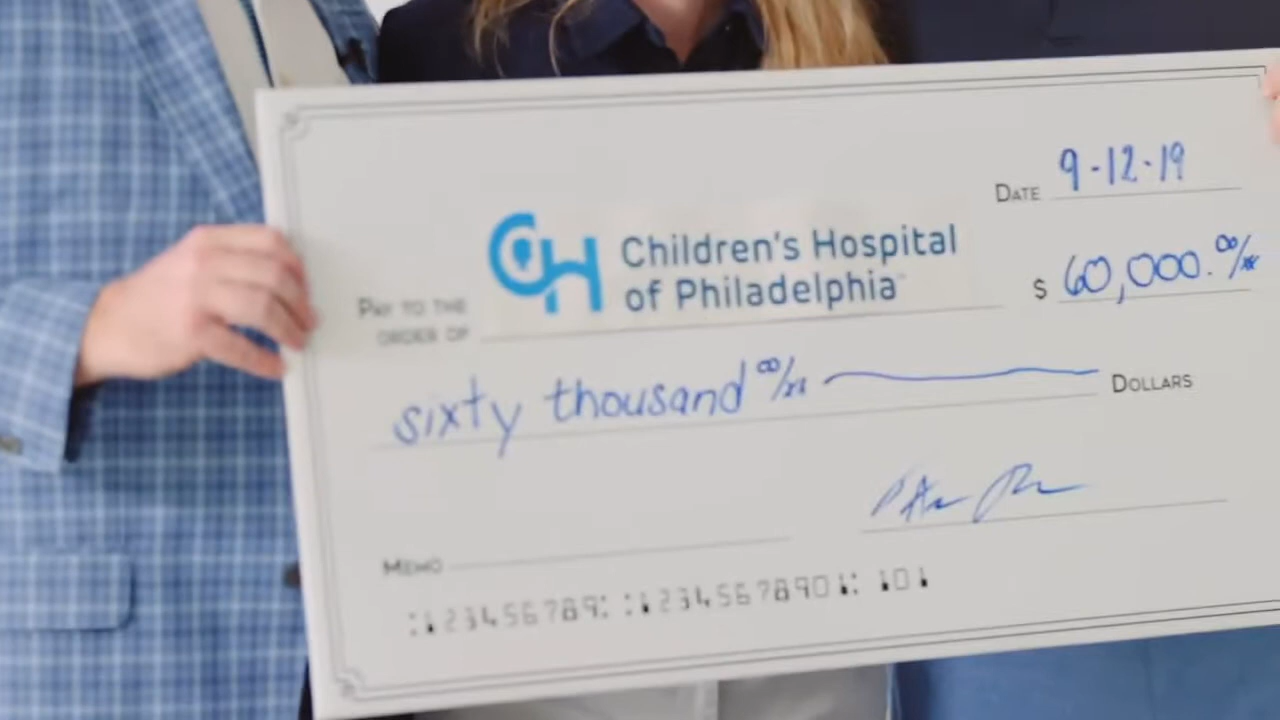 DATE 9-12-19
CH Children's Hospital
of Philadelphia
PAY TO THE
ORDER OF
$ 60,000.00/xx
sixty thousand 00/xx DOLLARS
MEMO
⑆123456789⑆ ⑆12345678901⑆ 101